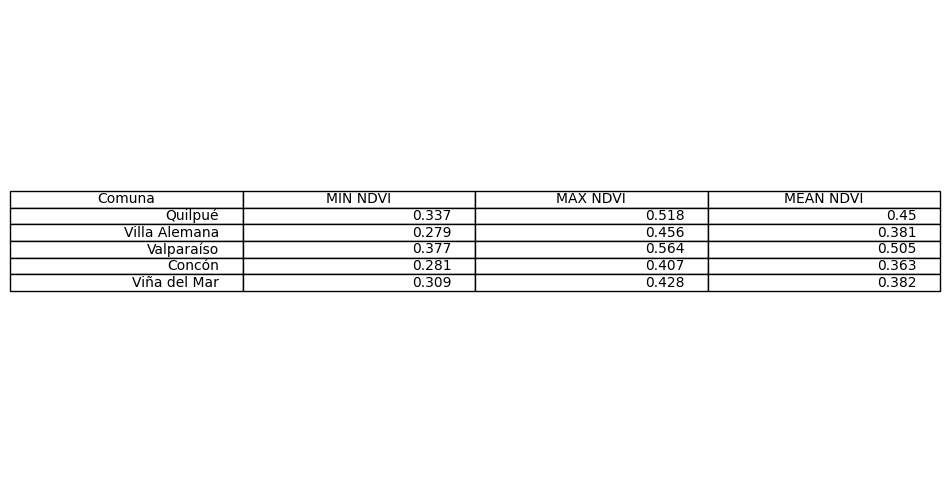 Comuna MIN NDVI MAX NDVI MEAN NDVI
Quilpué 0.337 0.518 0.45
Villa Alemana 0.279 0.456 0.381
Valparaíso 0.377 0.564 0.505
Concón 0.281 0.407 0.363
Viña del Mar 0.309 0.428 0.382